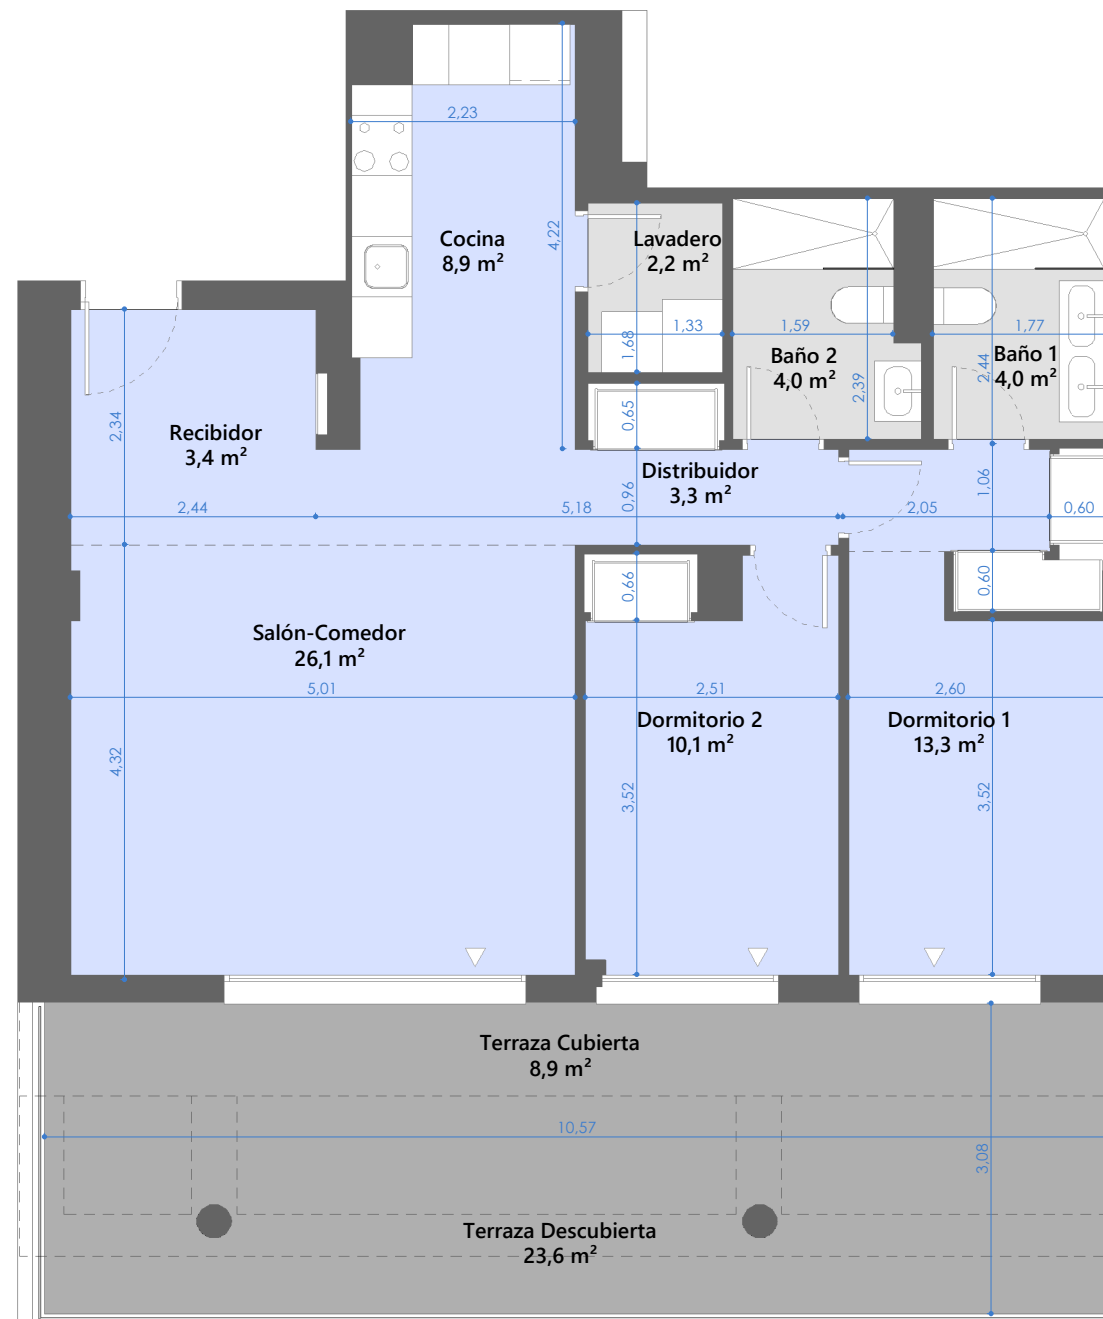 2,23
4,22
Cocina
8,9 m²
Lavadero
2,2 m²
1,33
1,68
1,59
Baño 2
4,0 m²
2,39
1,77
Baño 1
4,0 m²
2,44
2,34
Recibidor
3,4 m²
0,65
Distribuidor
3,3 m²
0,96
1,06
2,44
5,18
2,05
0,60
0,66
0,60
Salón-Comedor
26,1 m²
5,01
2,51
2,60
Dormitorio 2
10,1 m²
Dormitorio 1
13,3 m²
4,32
3,52
3,52
Terraza Cubierta
8,9 m²
10,57
3,08
Terraza Descubierta
23,6 m²